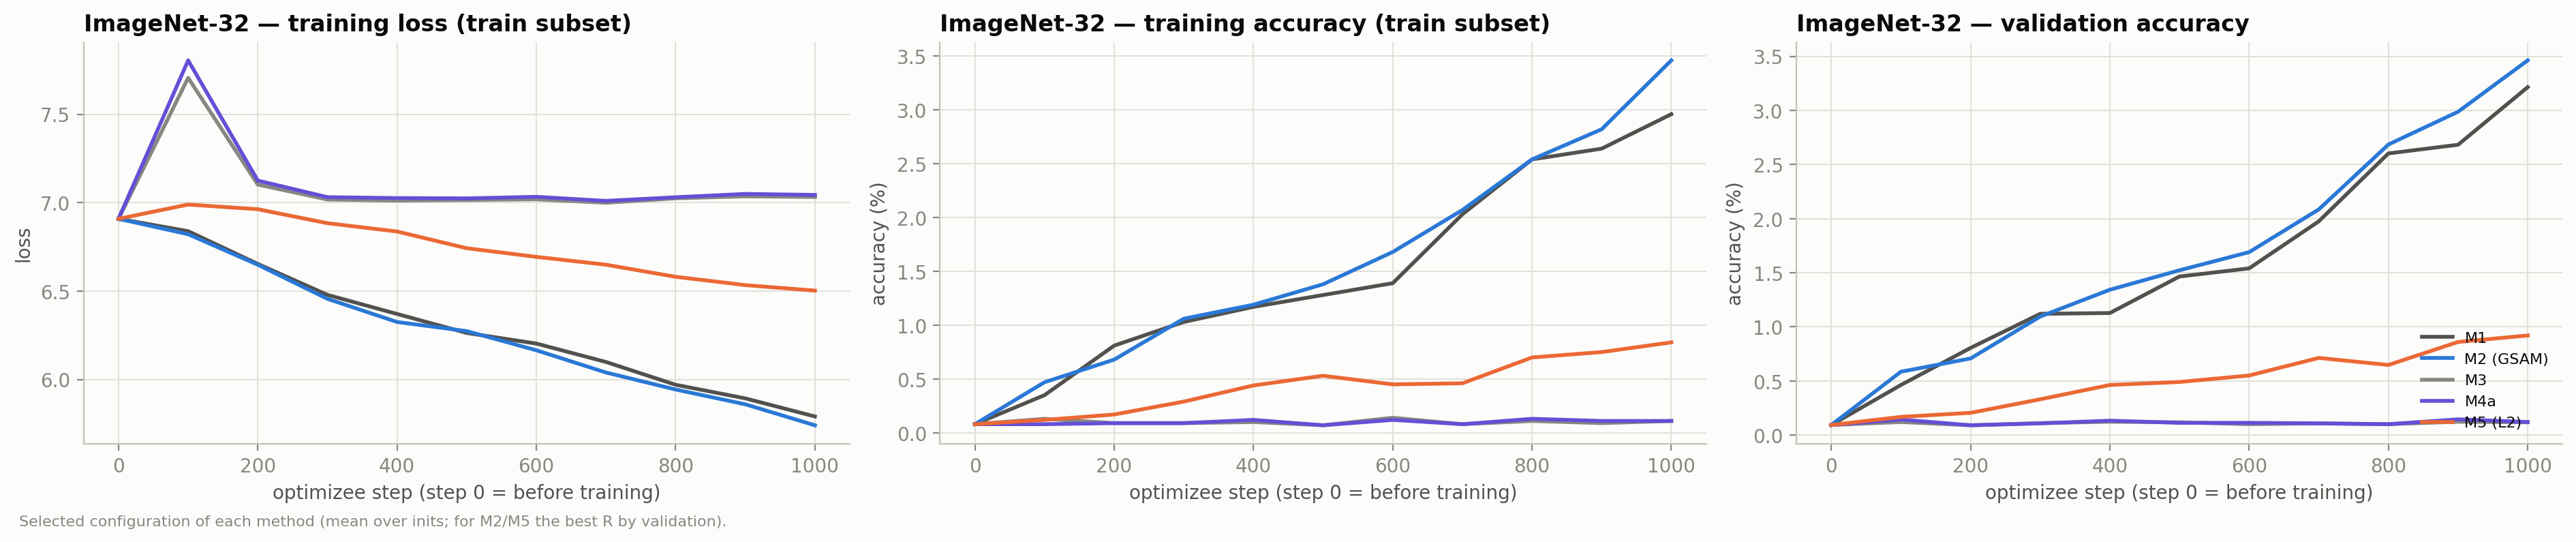 ImageNet-32 — training loss (train subset)
7.5
7.0
6.5
6.0
loss
0 200 400 600 800 1000
optimizee step (step 0 = before training)
ImageNet-32 — training accuracy (train subset)
3.5
3.0
2.5
2.0
1.5
1.0
0.5
0.0
accuracy (%)
0 200 400 600 800 1000
optimizee step (step 0 = before training)
ImageNet-32 — validation accuracy
3.5
3.0
2.5
2.0
1.5
1.0
0.5
0.0
accuracy (%)
M1
M2 (GSAM)
M3
M4a
M5 (L2)
0 200 400 600 800 1000
optimizee step (step 0 = before training)
Selected configuration of each method (mean over inits; for M2/M5 the best R by validation).